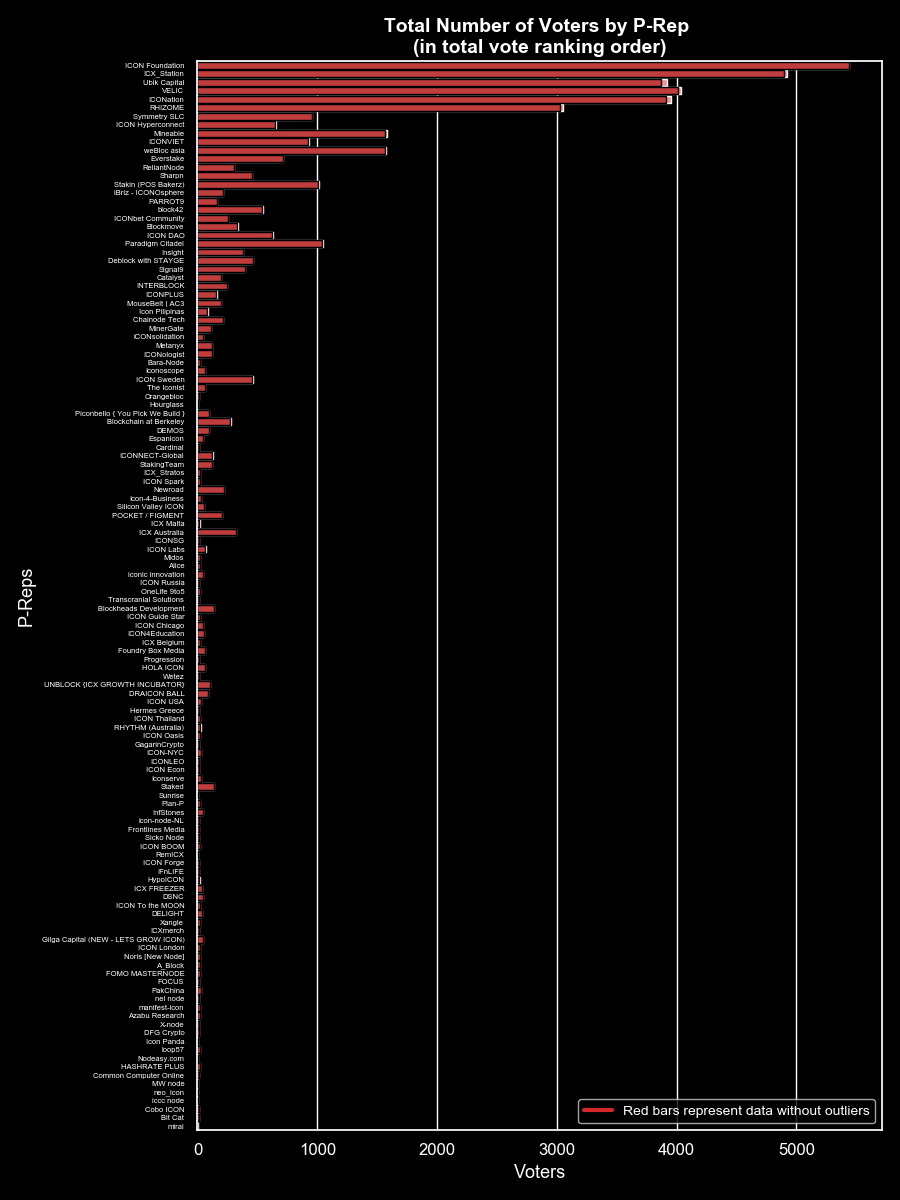 Total Number of Voters by P-Rep
(in total vote ranking order)
ICON Foundation
ICX_Station
Ubik Capital
VELIC
ICONation
RHIZOME
Symmetry SLC
ICON Hyperconnect
Mineable
ICONVIET
weBloc asia
Everstake
ReliantNode
Sharpn
Stakin (POS Bakerz)
iBriz - ICONOsphere
PARROT9
block42
ICONbet Community
Blockmove
ICON DAO
Paradigm Citadel
Insight
Deblock with STAYGE
Signal9
Catalyst
INTERBLOCK
ICONPLUS
MouseBelt | AC3
Icon Pilipinas
Chainode Tech
MinerGate
ICONsolidation
Metanyx
ICONologist
Bara-Node
Iconoscope
ICON Sweden
The Iconist
Orangebloc
Hourglass
Piconbello { You Pick We Build }
Blockchain at Berkeley
DEMOS
Espanicon
Cardinal
ICONNECT-Global
StakingTeam
ICX_Stratos
ICON Spark
Newroad
Icon-4-Business
Silicon Valley ICON
POCKET / FIGMENT
ICX Malta
ICX Australia
ICONSG
ICON Labs
Midos
Alice
iconic innovation
ICON Russia
OneLife 9to5
Transcranial Solutions
Blockheads Development
ICON Guide Star
ICON Chicago
ICON4Education
ICX Belgium
Foundry Box Media
Progression
HOLA ICON
Wetez
UNBLOCK {ICX GROWTH INCUBATOR}
DRAICON BALL
ICON USA
Hermes Greece
ICON Thailand
RHYTHM (Australia)
ICON Oasis
GagarinCrypto
ICON-NYC
ICONLEO
ICON Econ
iconserve
Staked
Sunrise
Plan-P
InfStones
icon-node-NL
Frontlines Media
Sicko Node
ICON BOOM
RemICX
ICON Forge
IFnLIFE
HypoICON
ICX FREEZER
DSNC
ICON To the MOON
DELIGHT
Xangle
ICXmerch
Gilga Capital (NEW - LETS GROW ICON)
ICON London
Noris [New Node]
A_Block
FOMO MASTERNODE
FOCUS
PakChina
nel node
manifest-icon
Azabu Research
X-node
DFG Crypto
Icon Panda
loop57
Nodeasy.com
HASHRATE PLUS
Common Computer Online
MW node
neo_icon
iccc node
Cobo ICON
Bit Cat
mirai
P-Reps
Red bars represent data without outliers
0 1000 2000 3000 4000 5000
Voters